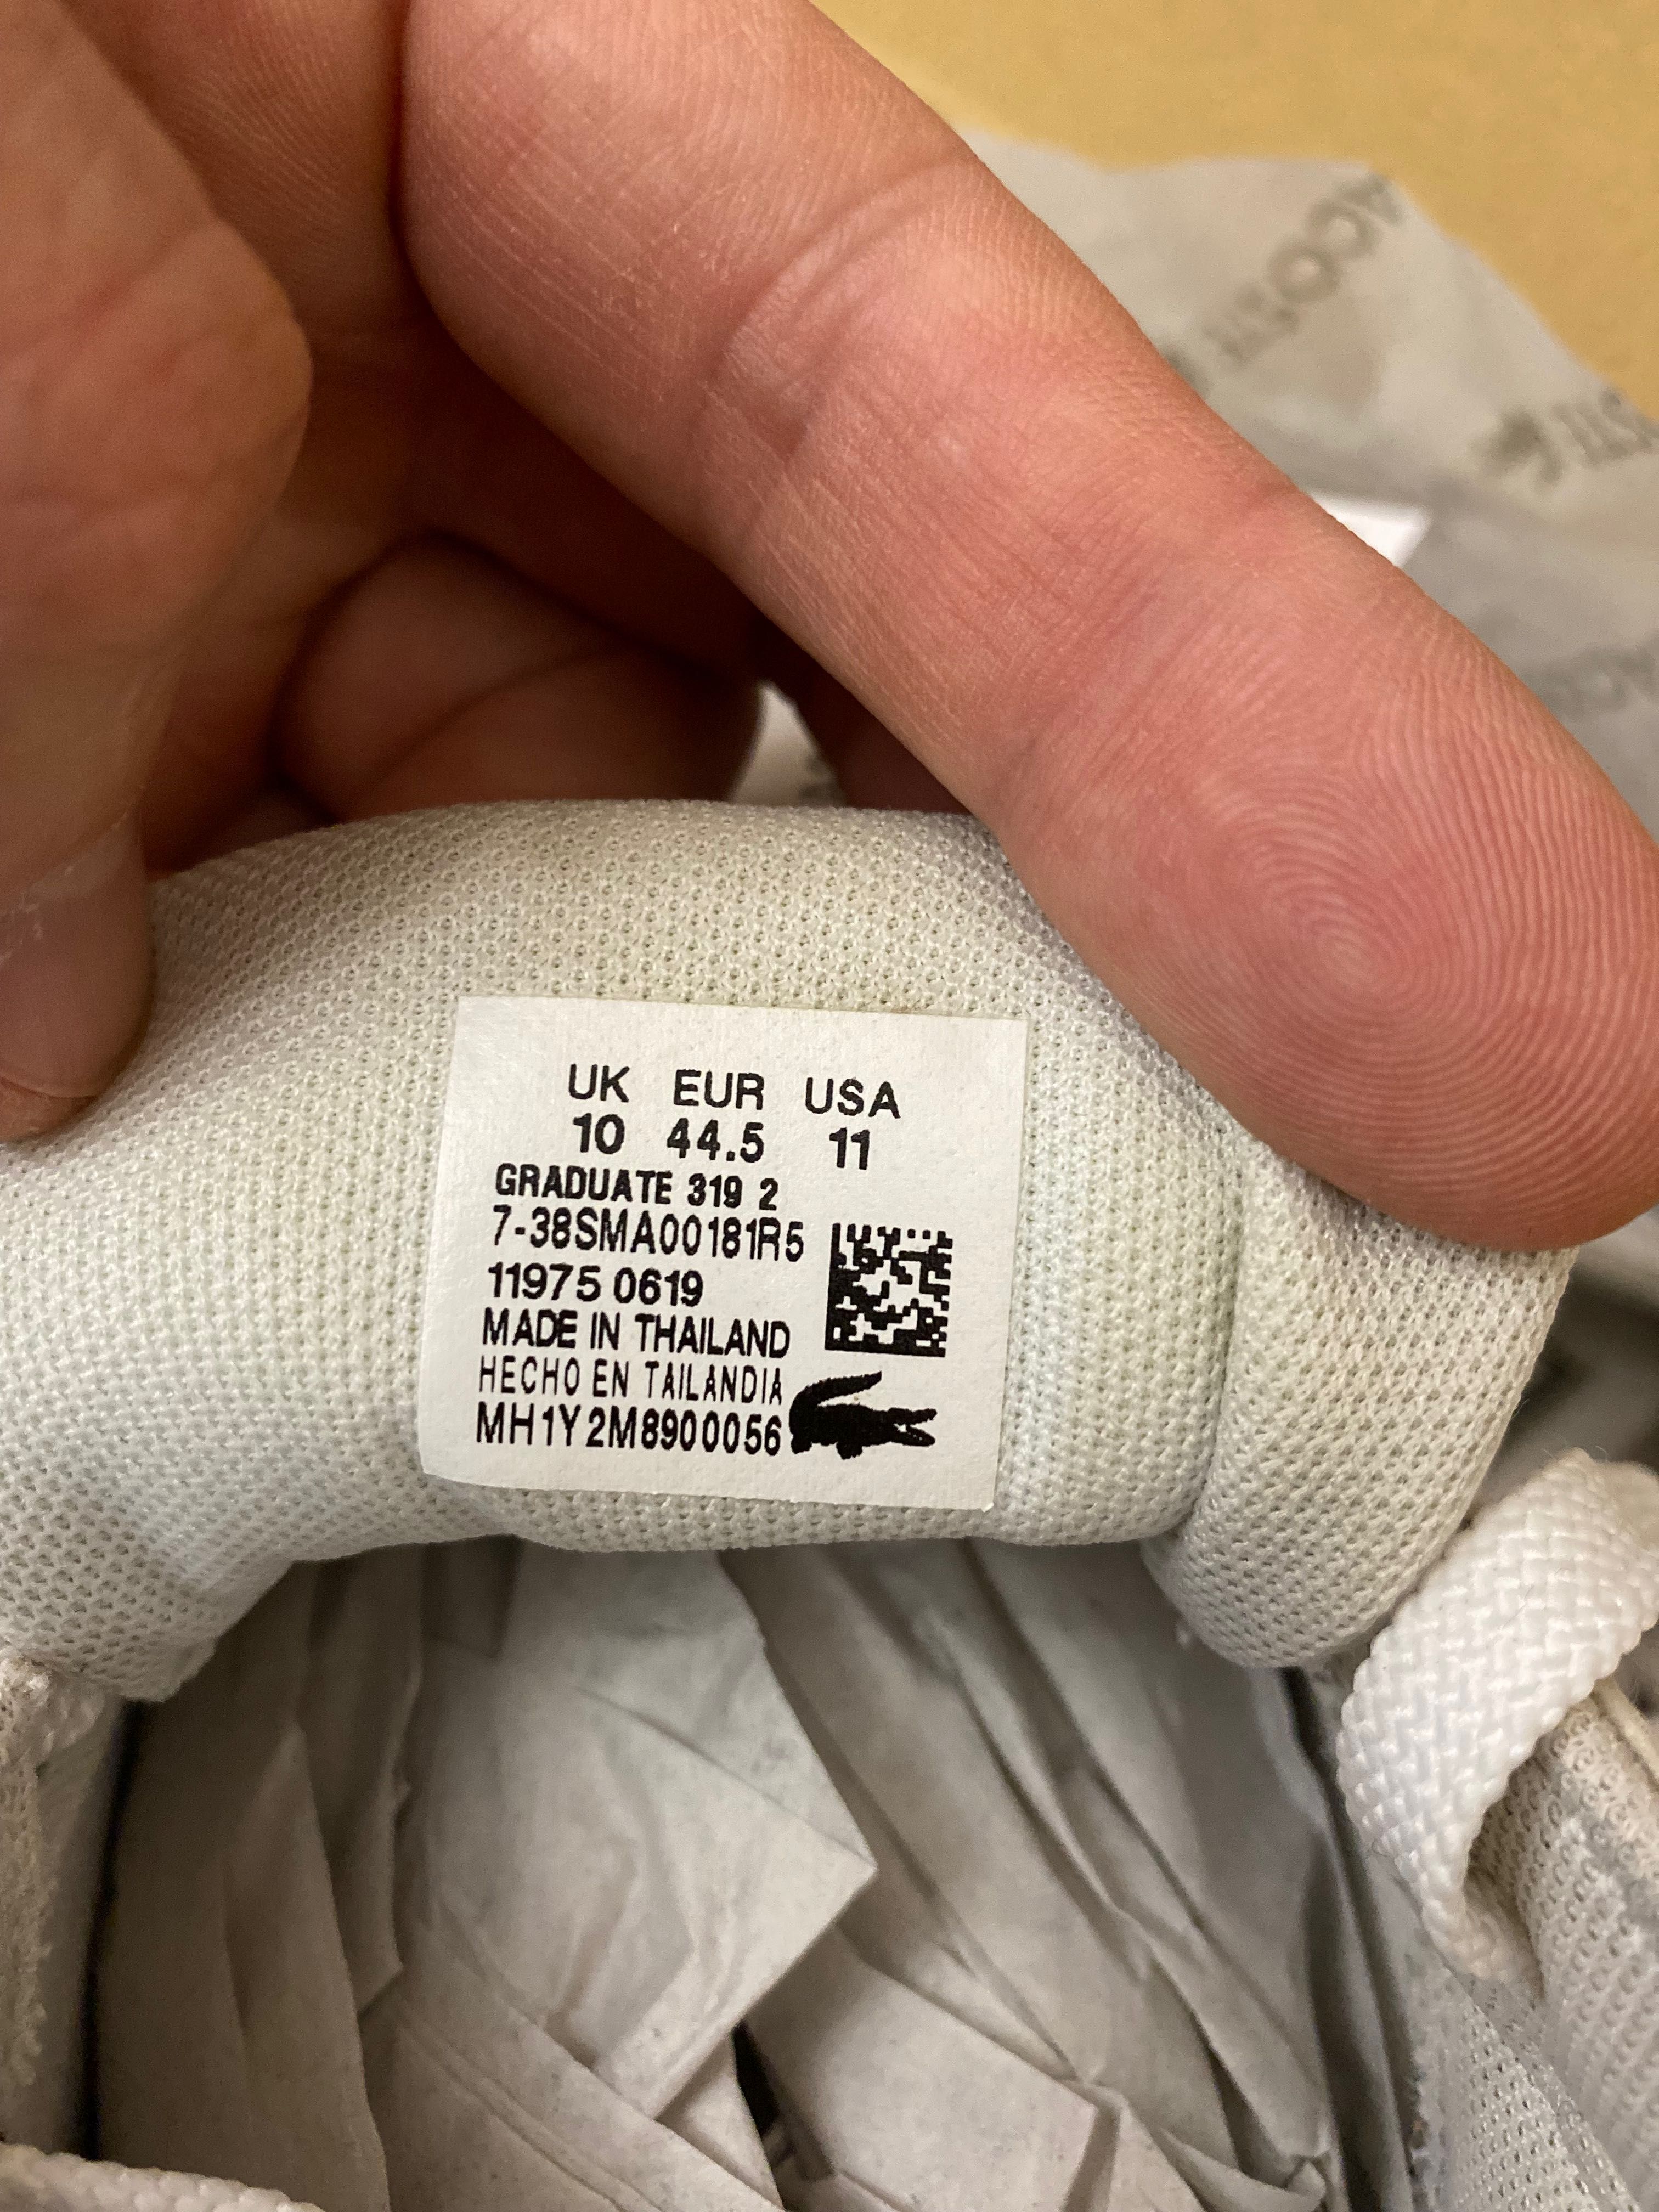 UK EUR USA
10 44.5 11
GRADUATE 319 2
7-38SMA00181R5
11975 0619
MADE IN THAILAND
HECHO EN TAILANDIA
MH1Y2M8900056